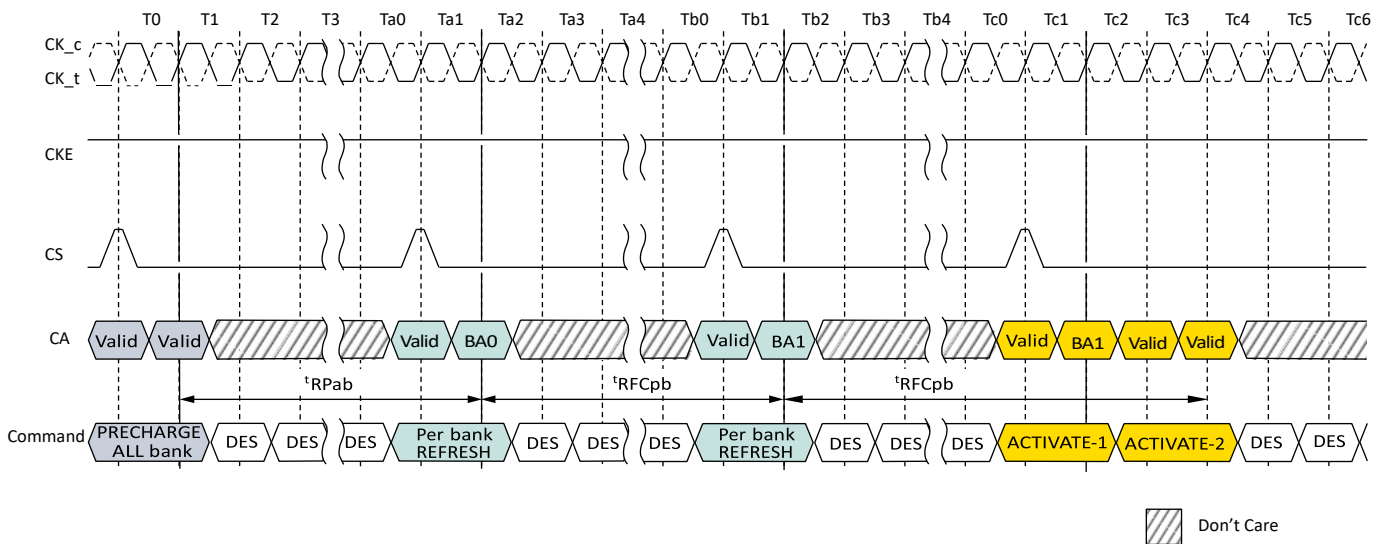 T0 T1 T2 T3 Ta0 Ta1 Ta2 Ta3 Ta4 Tb0 Tb1 Tb2 Tb3 Tb4 Tc0 Tc1 Tc2 Tc3 Tc4 Tc5 Tc6
CK_c
CK_t
CKE
CS
CA Valid Valid Valid BA0 Valid BA1 Valid BA1 Valid Valid
tRPab tRFCpb tRFCpb
Command PRECHARGE ALL bank DES DES DES Per bank REFRESH DES DES DES Per bank REFRESH DES DES DES ACTIVATE-1 ACTIVATE-2 DES DES
Don't Care